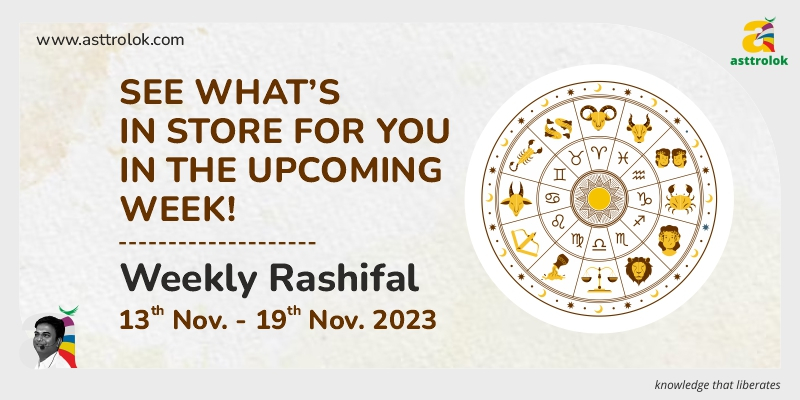 www.asttrolok.com
asttrolok
SEE WHAT'S
IN STORE FOR YOU
IN THE UPCOMING
WEEK!
Weekly Rashifal
13th Nov. - 19th Nov. 2023
knowledge that liberates